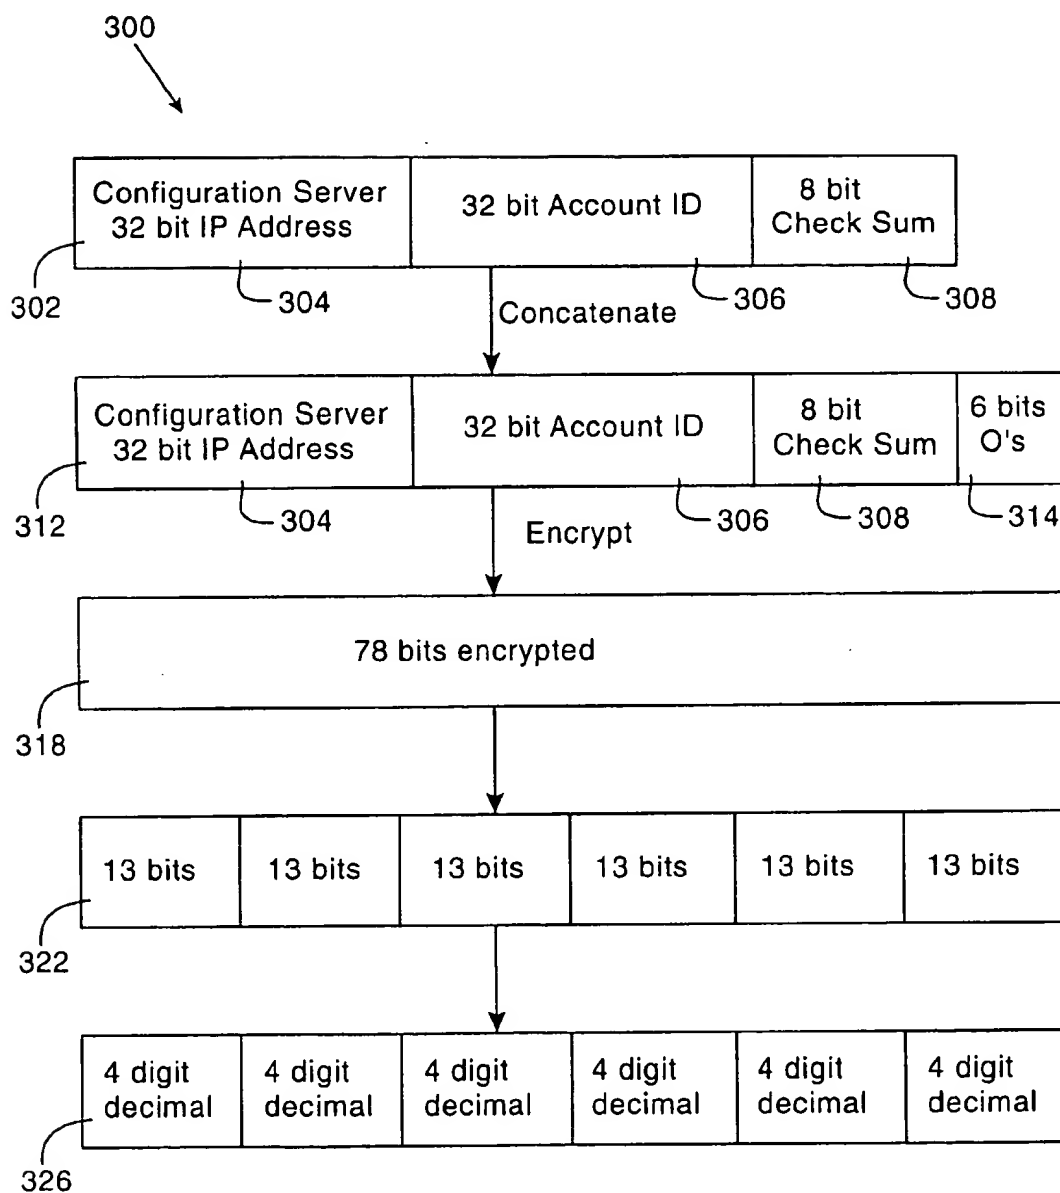 300
Configuration Server
32 bit IP Address
32 bit Account ID
8 bit
Check Sum
302
304
306
308
Concatenate
Configuration Server
32 bit IP Address
32 bit Account ID
8 bit
Check Sum
6 bits
O's
312
304
306
308
314
Encrypt
78 bits encrypted
318
13 bits
13 bits
13 bits
13 bits
13 bits
13 bits
322
4 digit
decimal
4 digit
decimal
4 digit
decimal
4 digit
decimal
4 digit
decimal
4 digit
decimal
326